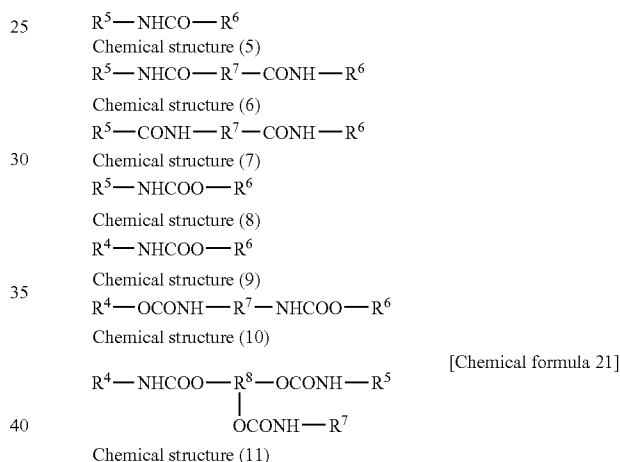 25 R⁵—NHCO—R⁶
Chemical structure (5)
R⁵—NHCO—R⁷—CONH—R⁶
Chemical structure (6)
R⁵—CONH—R⁷—CONH—R⁶
30 Chemical structure (7)
R⁵—NHCOO—R⁶
Chemical structure (8)
R⁴—NHCOO—R⁶
Chemical structure (9)
35 R⁴—OCONH—R⁷—NHCOO—R⁶
Chemical structure (10)
[Chemical formula 21]
R⁴—NHCOO—R⁸—OCONH—R⁵
40 OCONH—R⁷
Chemical structure (11)